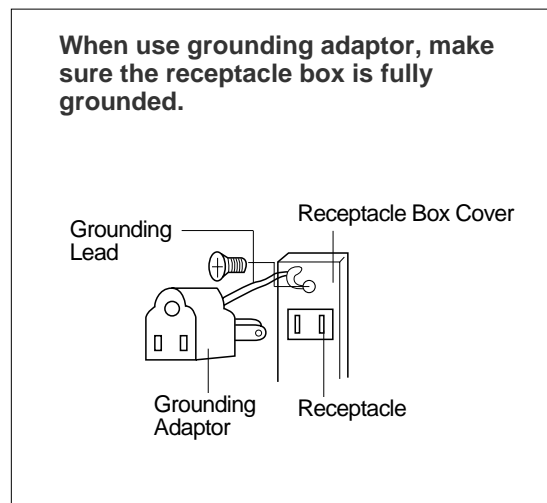 When use grounding adaptor, make
sure the receptacle box is fully
grounded.
Grounding
Lead
Receptacle Box Cover
Grounding
Adaptor
Receptacle